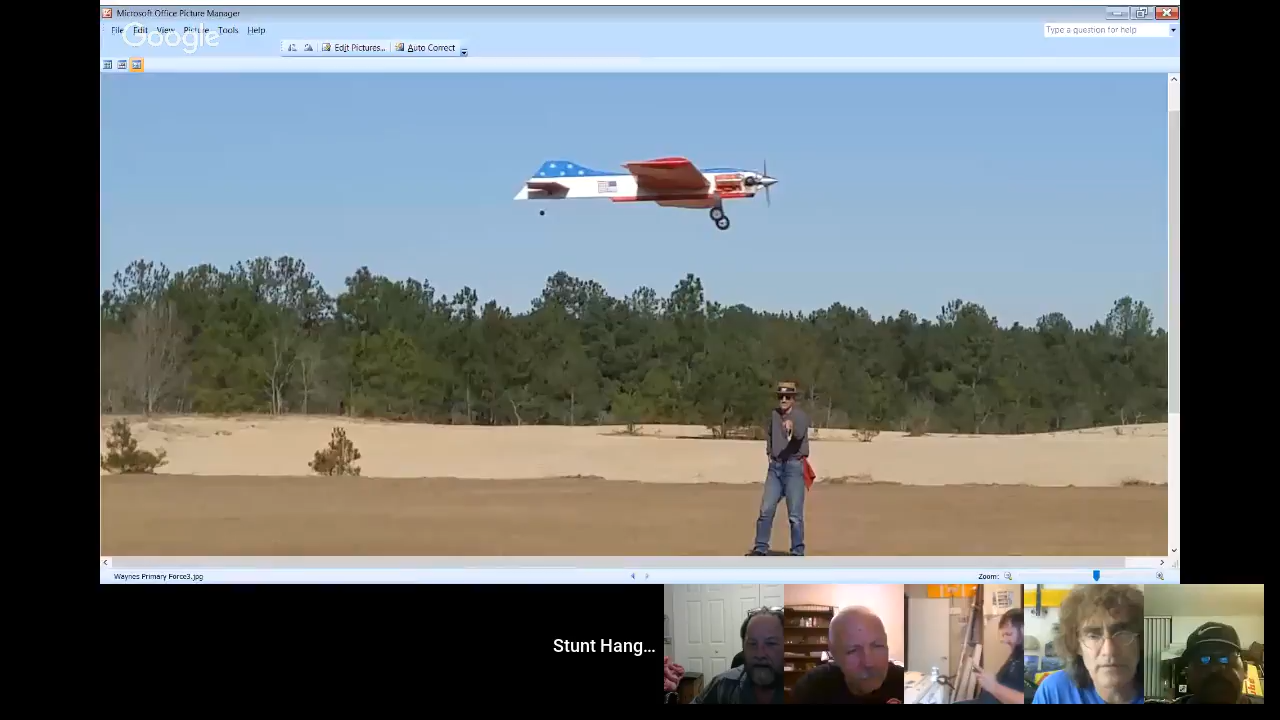 Microsoft Office Picture Manager
File Edit View Picture Tools Help
Google
Type a question for help
Edit Pictures... Auto Correct
Waynes Primary Force3.jpg
Zoom:
Stunt Hang...